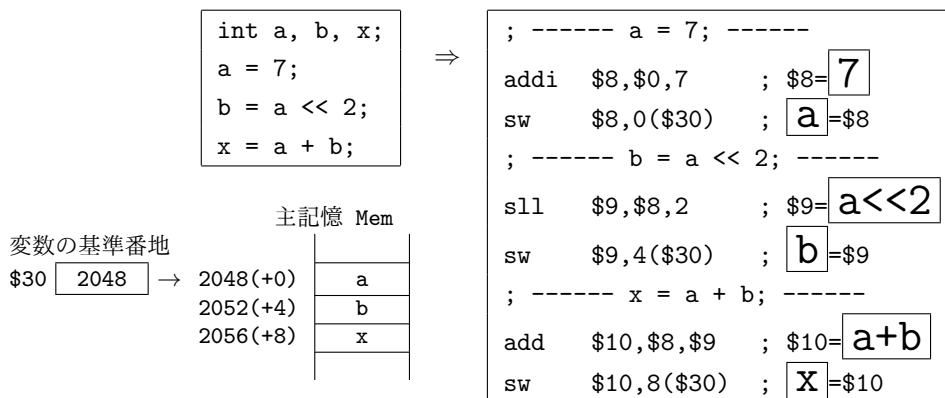 int a, b, x;
a = 7;
b = a << 2;
x = a + b;
⇒
; ------ a = 7; ------
addi $8,$0,7 ; $8=7
sw $8,0($30) ; a=$8
; ------ b = a << 2; ------
sll $9,$8,2 ; $9=a<<2
sw $9,4($30) ; b=$9
; ------ x = a + b; ------
add $10,$8,$9 ; $10=a+b
sw $10,8($30) ; x=$10
主記憶 Mem
変数の基準番地
$30 2048 → 2048(+0) a
2052(+4) b
2056(+8) x